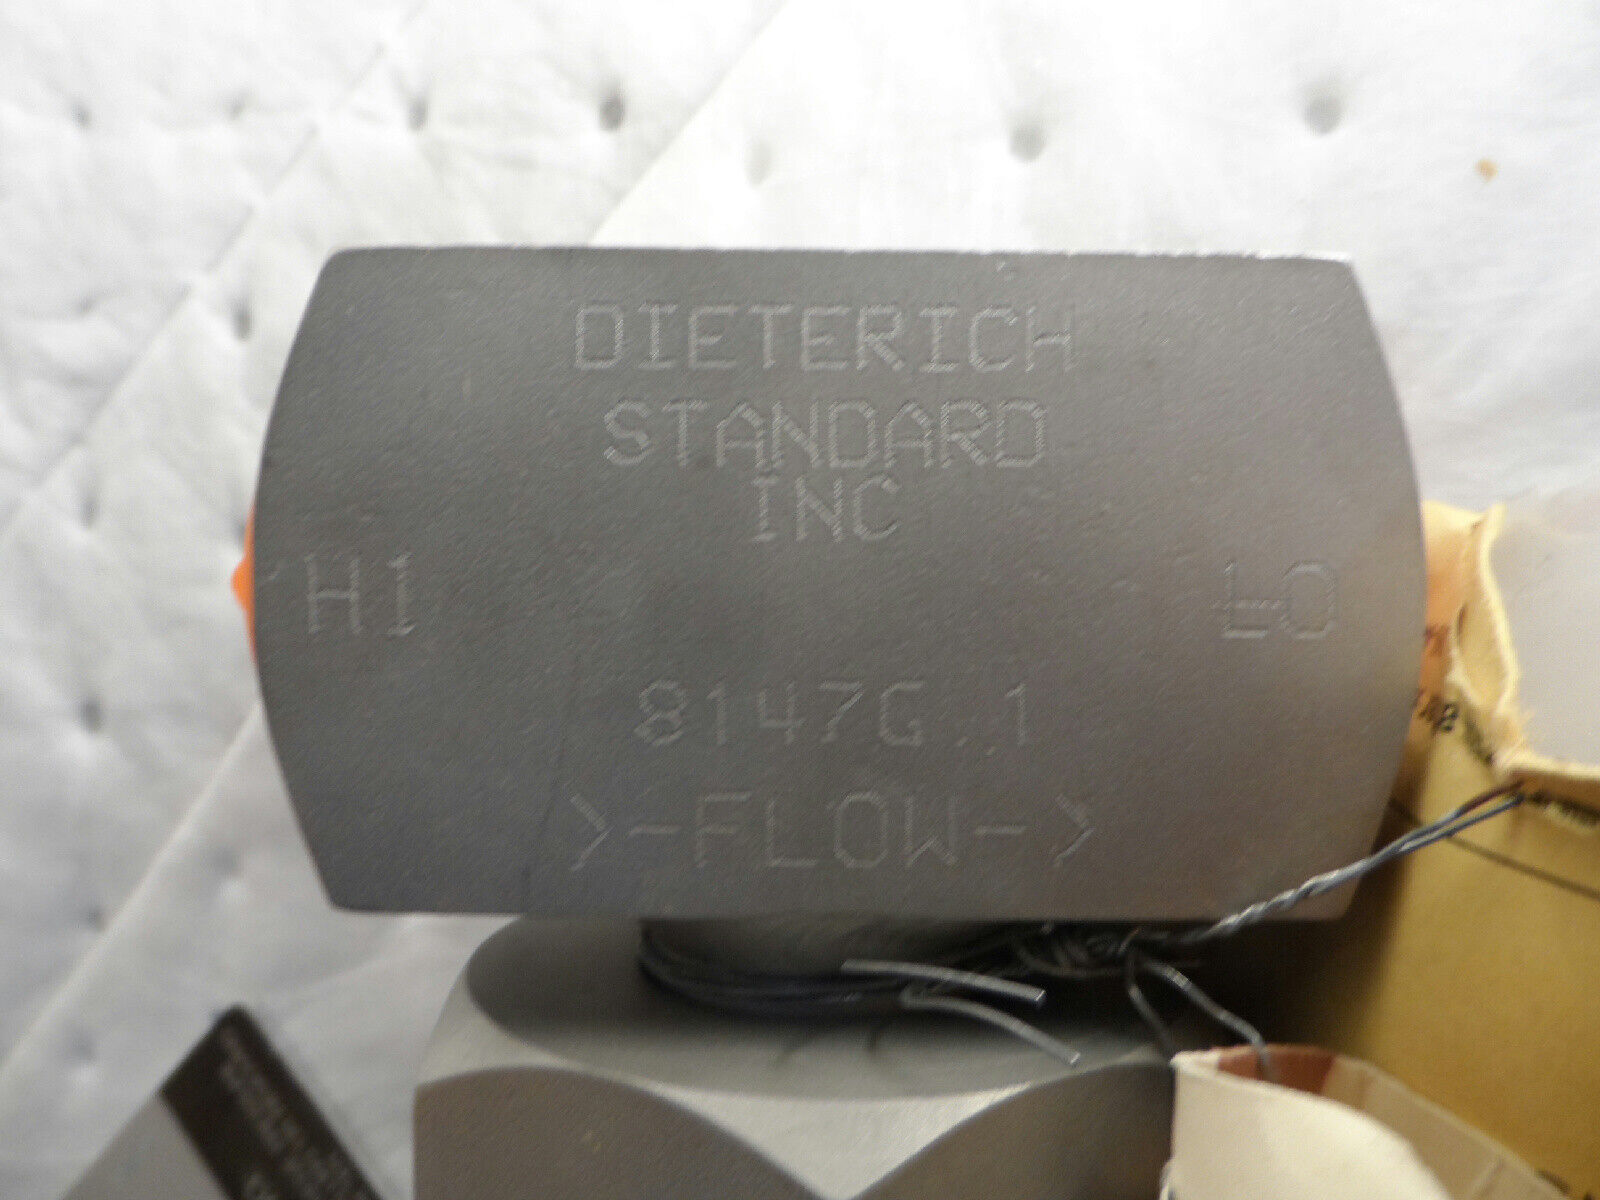 DIETERICH
STANDARD
INC
HI LO
8147G.1
>-FLOW->